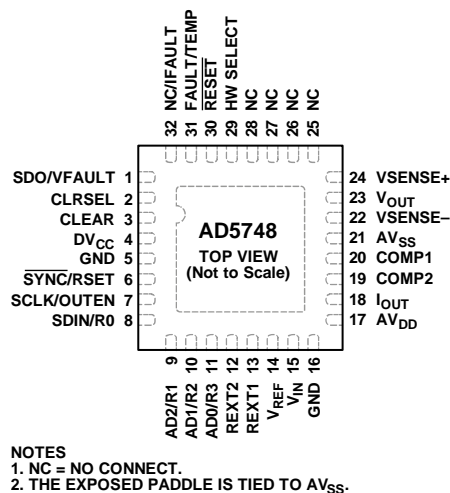 32 NC/IFAULT
31 FAULT/TEMP
30 RESET
29 HW SELECT
28 NC
27 NC
26 NC
25 NC
SDO/VFAULT 1
CLRSEL 2
CLEAR 3
DVCC 4
GND 5
SYNC/RSET 6
SCLK/OUTEN 7
SDIN/R0 8
AD5748
TOP VIEW
(Not to Scale)
24 VSENSE+
23 VOUT
22 VSENSE–
21 AVSS
20 COMP1
19 COMP2
18 IOUT
17 AVDD
AD2/R1 9
AD1/R2 10
AD0/R3 11
REXT2 12
REXT1 13
VREF 14
VIN 15
GND 16
NOTES
1. NC = NO CONNECT.
2. THE EXPOSED PADDLE IS TIED TO AVSS.